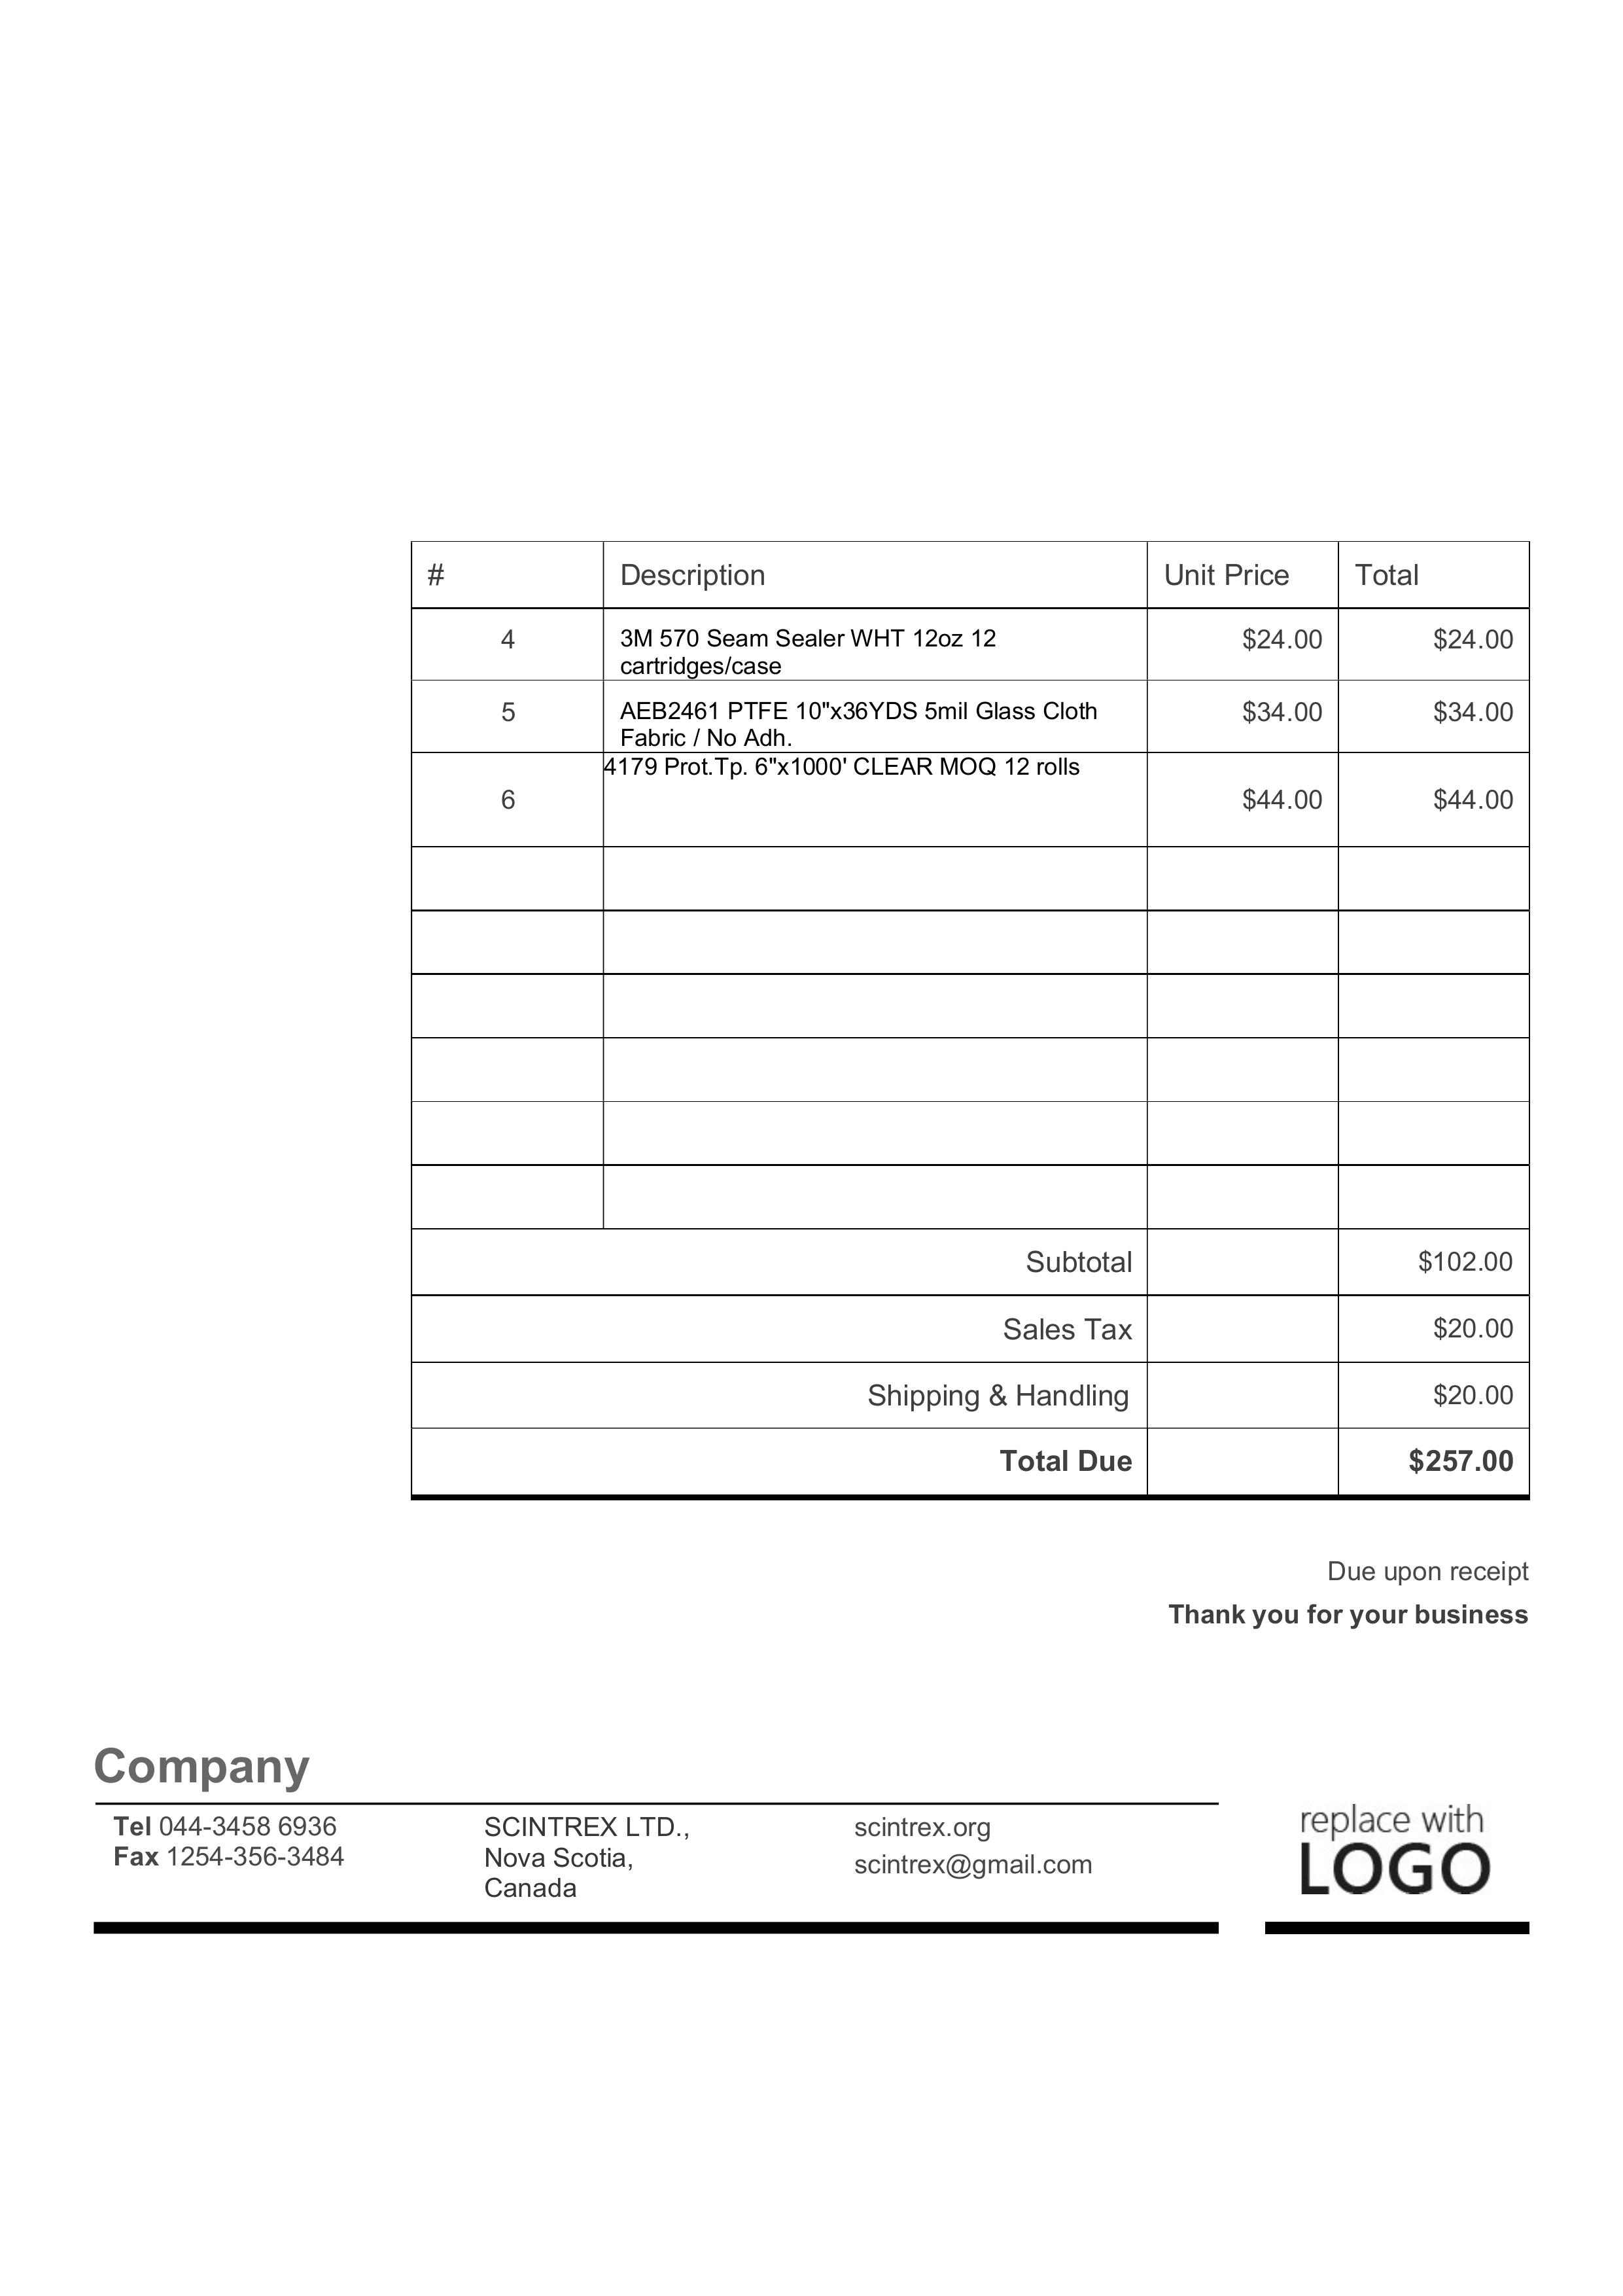 # Description Unit Price Total
4 3M 570 Seam Sealer WHT 12oz 12 $24.00 $24.00
cartridges/case
5 AEB2461 PTFE 10"x36YDS 5mil Glass Cloth $34.00 $34.00
Fabric / No Adh.
4179 Prot.Tp. 6"x1000' CLEAR MOQ 12 rolls
6 $44.00 $44.00
Subtotal $102.00
Sales Tax $20.00
Shipping & Handling $20.00
Total Due $257.00
Due upon receipt
Thank you for your business
Company
Tel 044-3458 6936
Fax 1254-356-3484
SCINTREX LTD.,
Nova Scotia,
Canada
scintrex.org
scintrex@gmail.com
replace with
LOGO